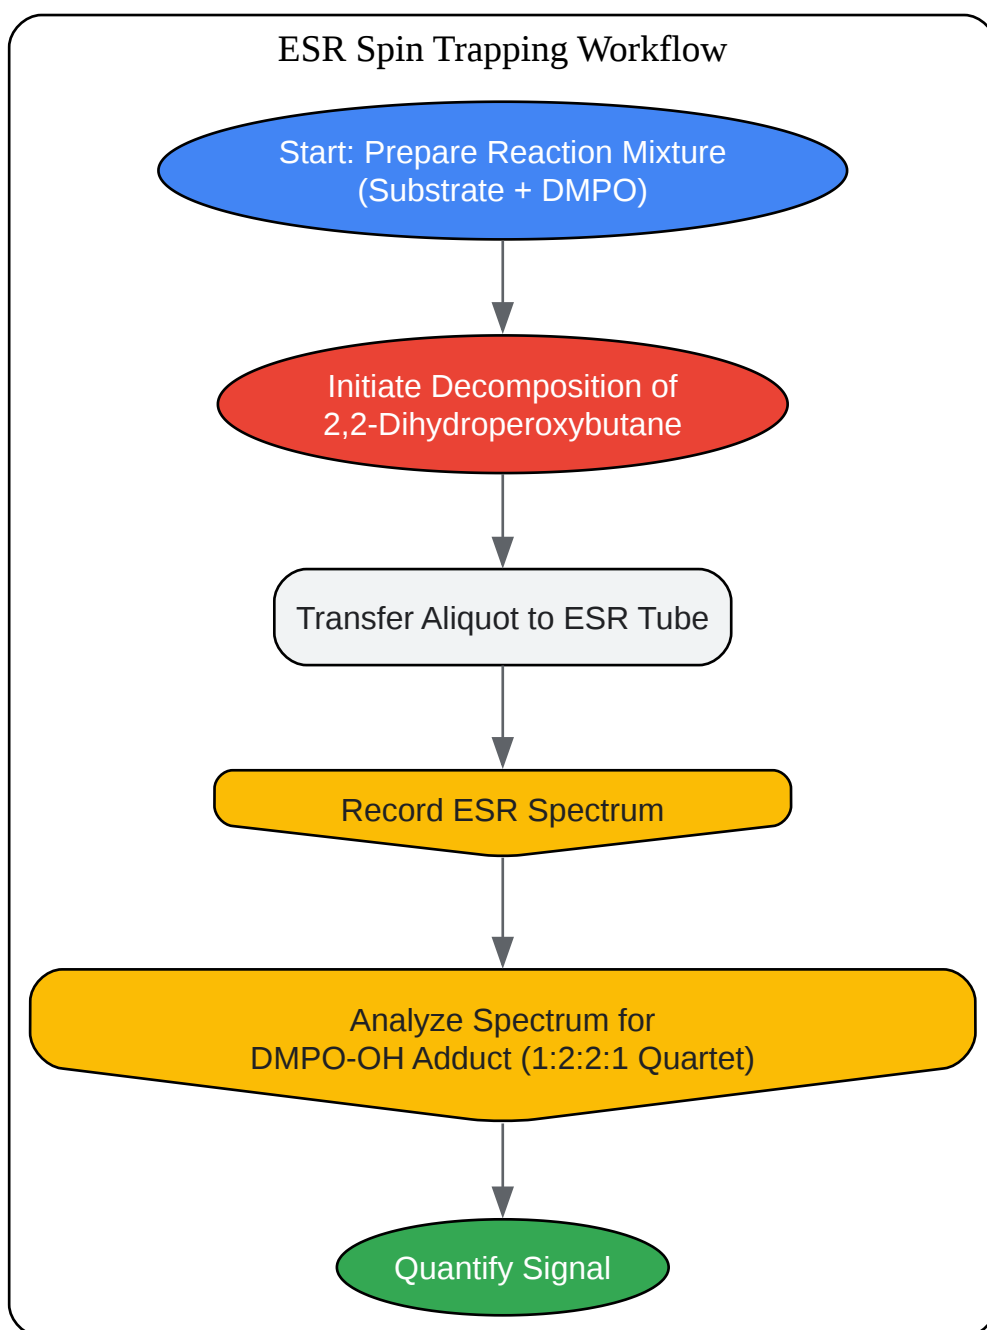 ESR Spin Trapping Workflow
Start: Prepare Reaction Mixture
(Substrate + DMPO)
Initiate Decomposition of
2,2-Dihydroperoxybutane
Transfer Aliquot to ESR Tube
Record ESR Spectrum
Analyze Spectrum for
DMPO-OH Adduct (1:2:2:1 Quartet)
Quantify Signal